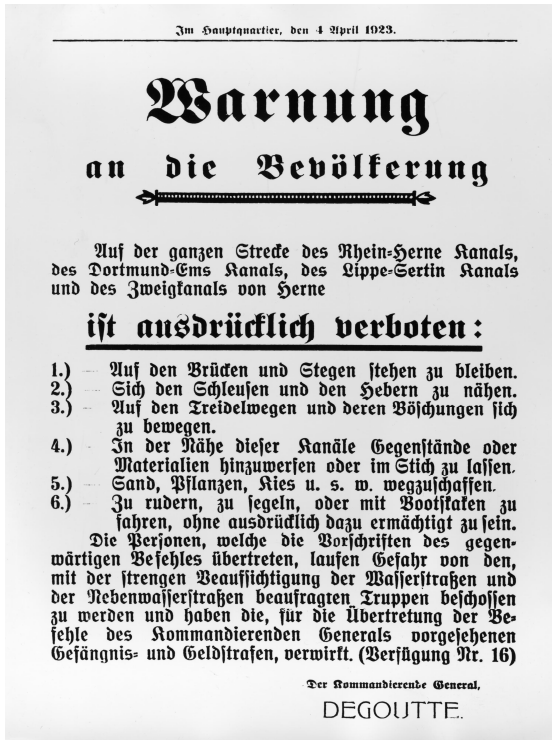 Im Hauptquartier, den 4 April 1923.
Warnung
an die Bevölkerung
Auf der ganzen Strecke des Rhein-Herne Kanals,
des Dortmund-Ems Kanals, des Lippe-Sertin Kanals
und des Zweigkanals von Herne
ist ausdrücklich verboten:
1.) — Auf den Brücken und Stegen stehen zu bleiben.
2.) — Sich den Schleusen und den Hebern zu nähen.
3.) — Auf den Treidelwegen und deren Böschungen sich
zu bewegen.
4.) — In der Nähe dieser Kanäle Gegenstände oder
Materialien hinzuwersen oder im Stich zu lassen.
5.) — Sand, Pflanzen, Kies u. s. w. wegzuschaffen.
6.) — Zu rudern, zu segeln, oder mit Bootstaken zu
fahren, ohne ausdrücklich dazu ermächtigt zu sein.
Die Personen, welche die Vorschriften des gegen-
wärtigen Befehles übertreten, laufen Gefahr von den,
mit der strengen Beaufsichtigung der Wasserstraßen und
der Nebenwasserstraßen beaufragten Truppen beschossen
zu werden und haben die, für die Übertretung der Be-
fehle des Kommandierenden Generals vorgesehenen
Gefängnis- und Geldstrafen, verwirkt. (Verfügung Nr. 16)
Der Kommandierende General,
DEGOUTTE.